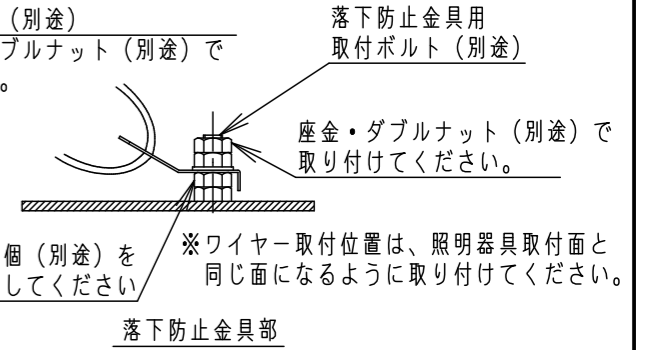 （別途）
ブルナット（別途）で
。
落下防止金具用
取付ボルト（別途）
座金・ダブルナット（別途）で
取り付けてください。
個（別途）を
してください
※ワイヤー取付位置は、照明器具取付面と
同じ面になるように取り付けてください。
落下防止金具部